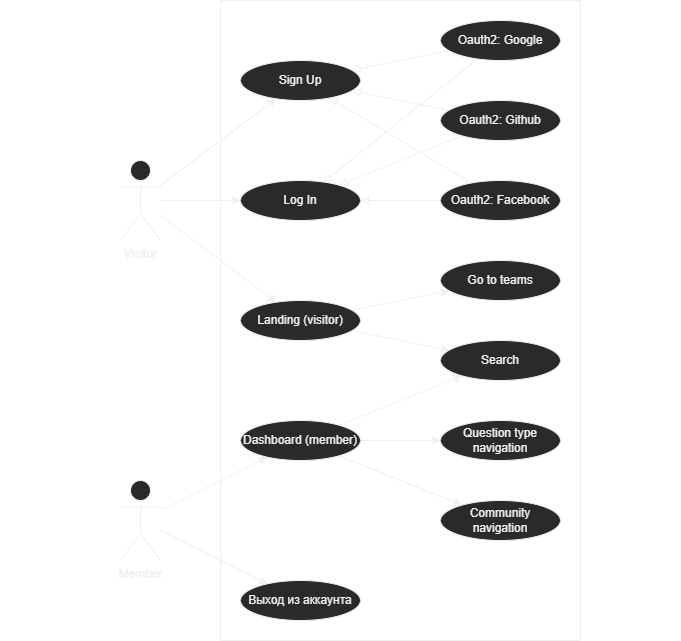 Oauth2: Google
Sign Up
Oauth2: Github
Log In
Oauth2: Facebook
Visitor
Go to teams
Landing (visitor)
Search
Dashboard (member)
Question type
navigation
Community
navigation
Member
Выход из аккаунта